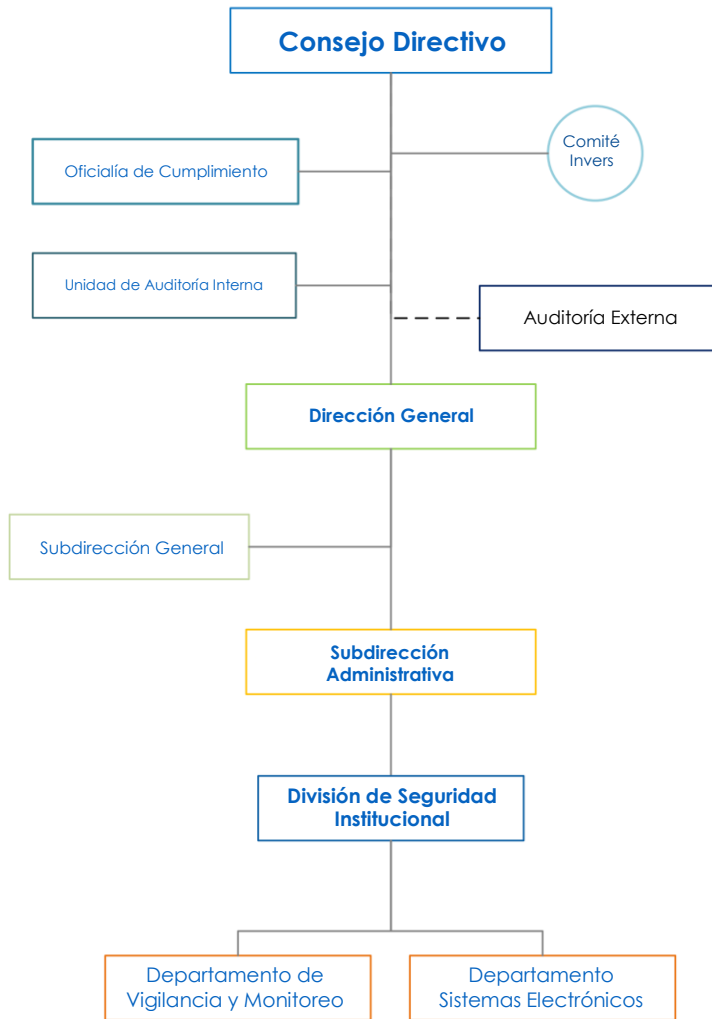 Consejo Directivo
Comité
Invers
Oficialía de Cumplimiento
Unidad de Auditoría Interna
Auditoría Externa
Dirección General
Subdirección General
Subdirección
Administrativa
División de Seguridad
Institucional
Departamento de
Vigilancia y Monitoreo
Departamento
Sistemas Electrónicos